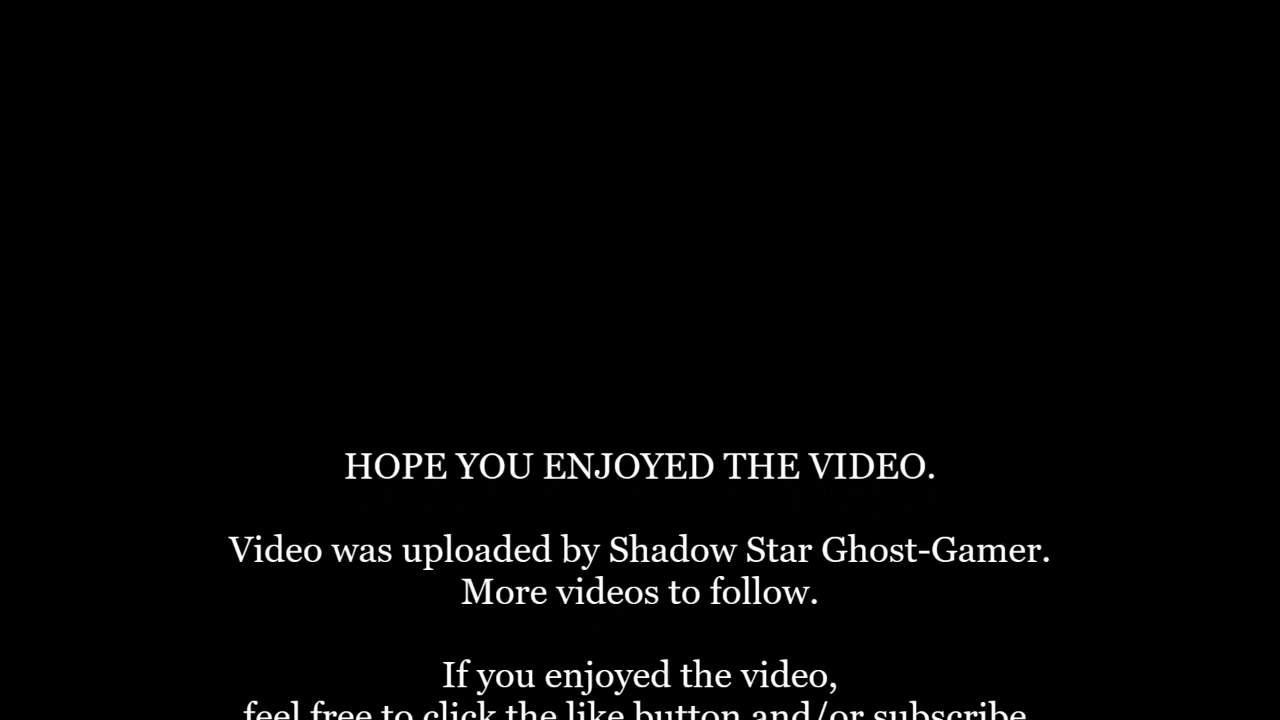 HOPE YOU ENJOYED THE VIDEO.
Video was uploaded by Shadow Star Ghost-Gamer.
More videos to follow.
If you enjoyed the video,
feel free to click the like button and/or subscribe